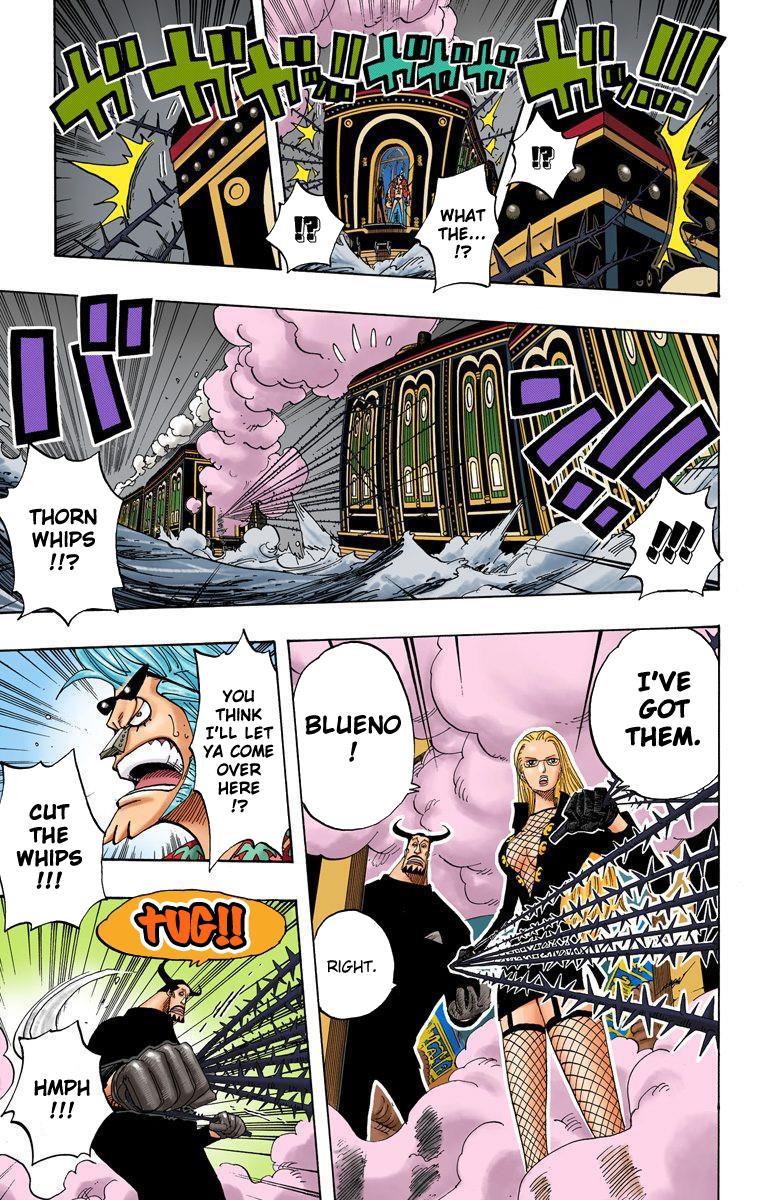 ガッ!!!
ガガガ
ガガッ!!
ガ
!?
WHAT
THE...
!?
!?
バンッ!!!
!!!
THORN
WHIPS
!!?
I'VE
GOT
THEM.
BLUENO
!
RIGHT.
YOU
THINK
I'LL LET
YA COME
OVER
HERE
!?
CUT
THE
WHIPS
!!!
TUG!!
HMPH
!!!